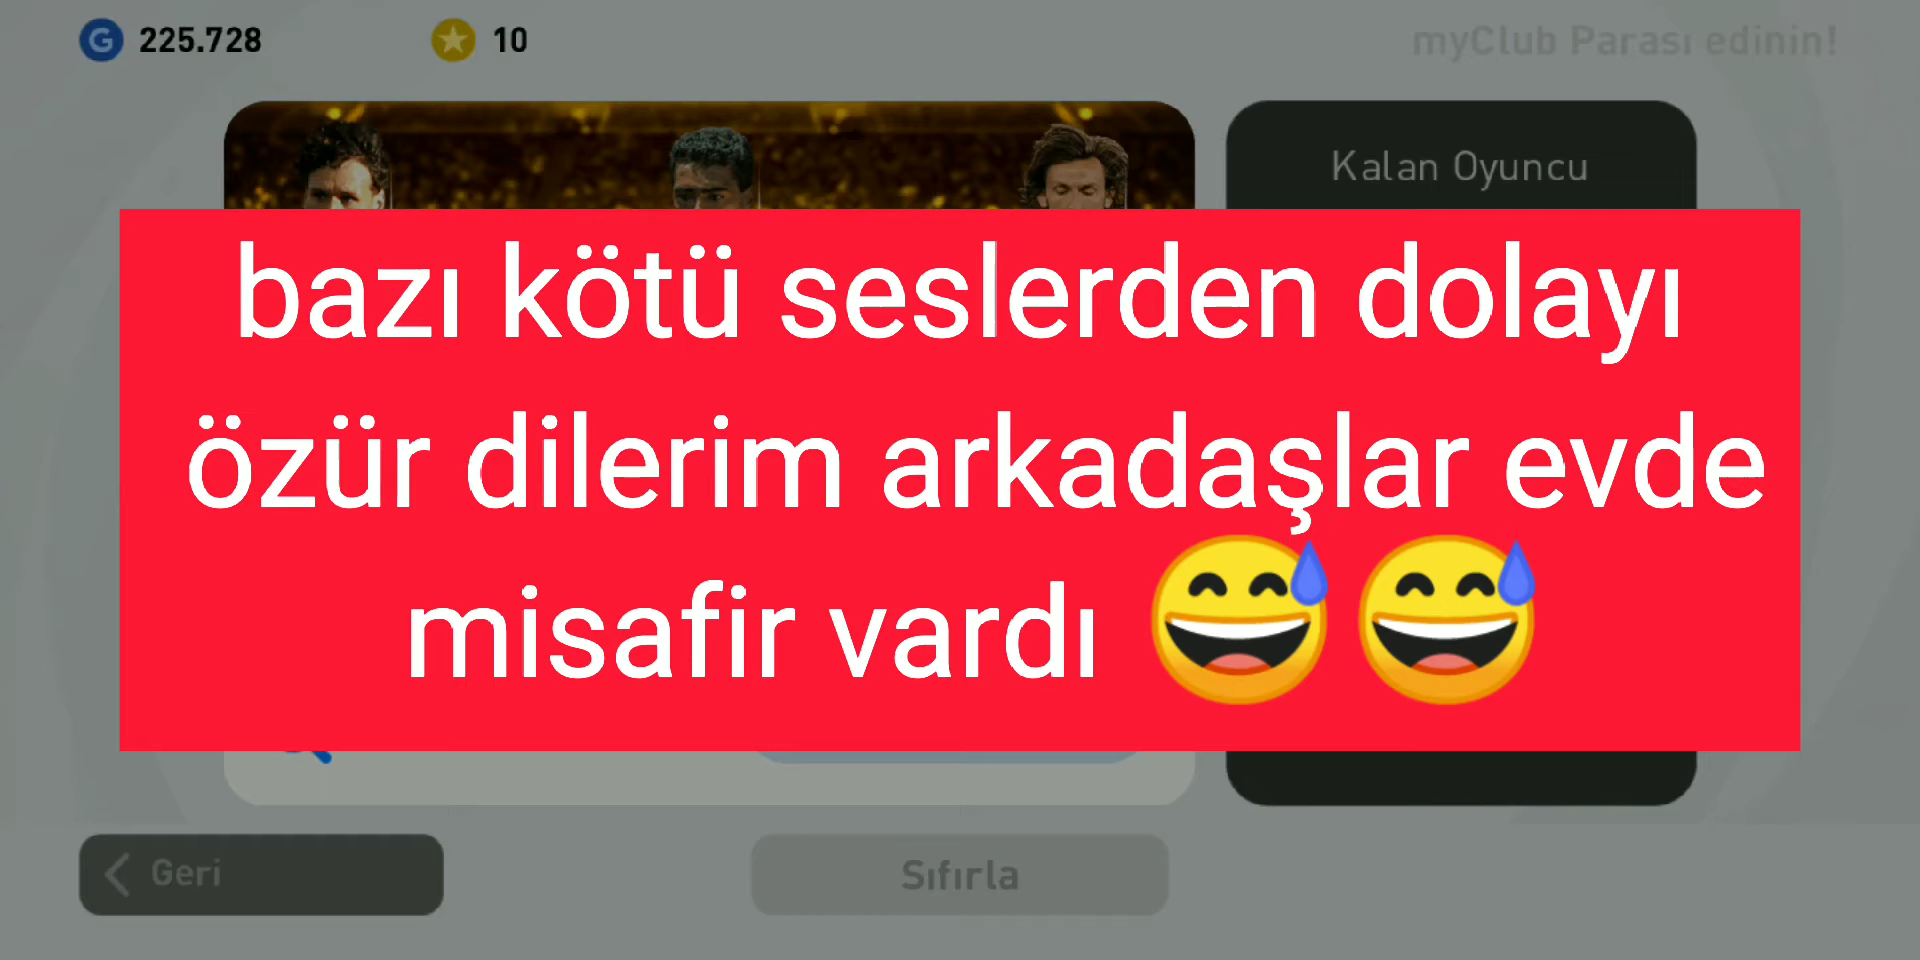 225.728
10
myClub Parası edinin!
Kalan Oyuncu
bazı kötü seslerden dolayı
özür dilerim arkadaşlar evde
misafir vardı 😅😅
Geri
Sıfırla